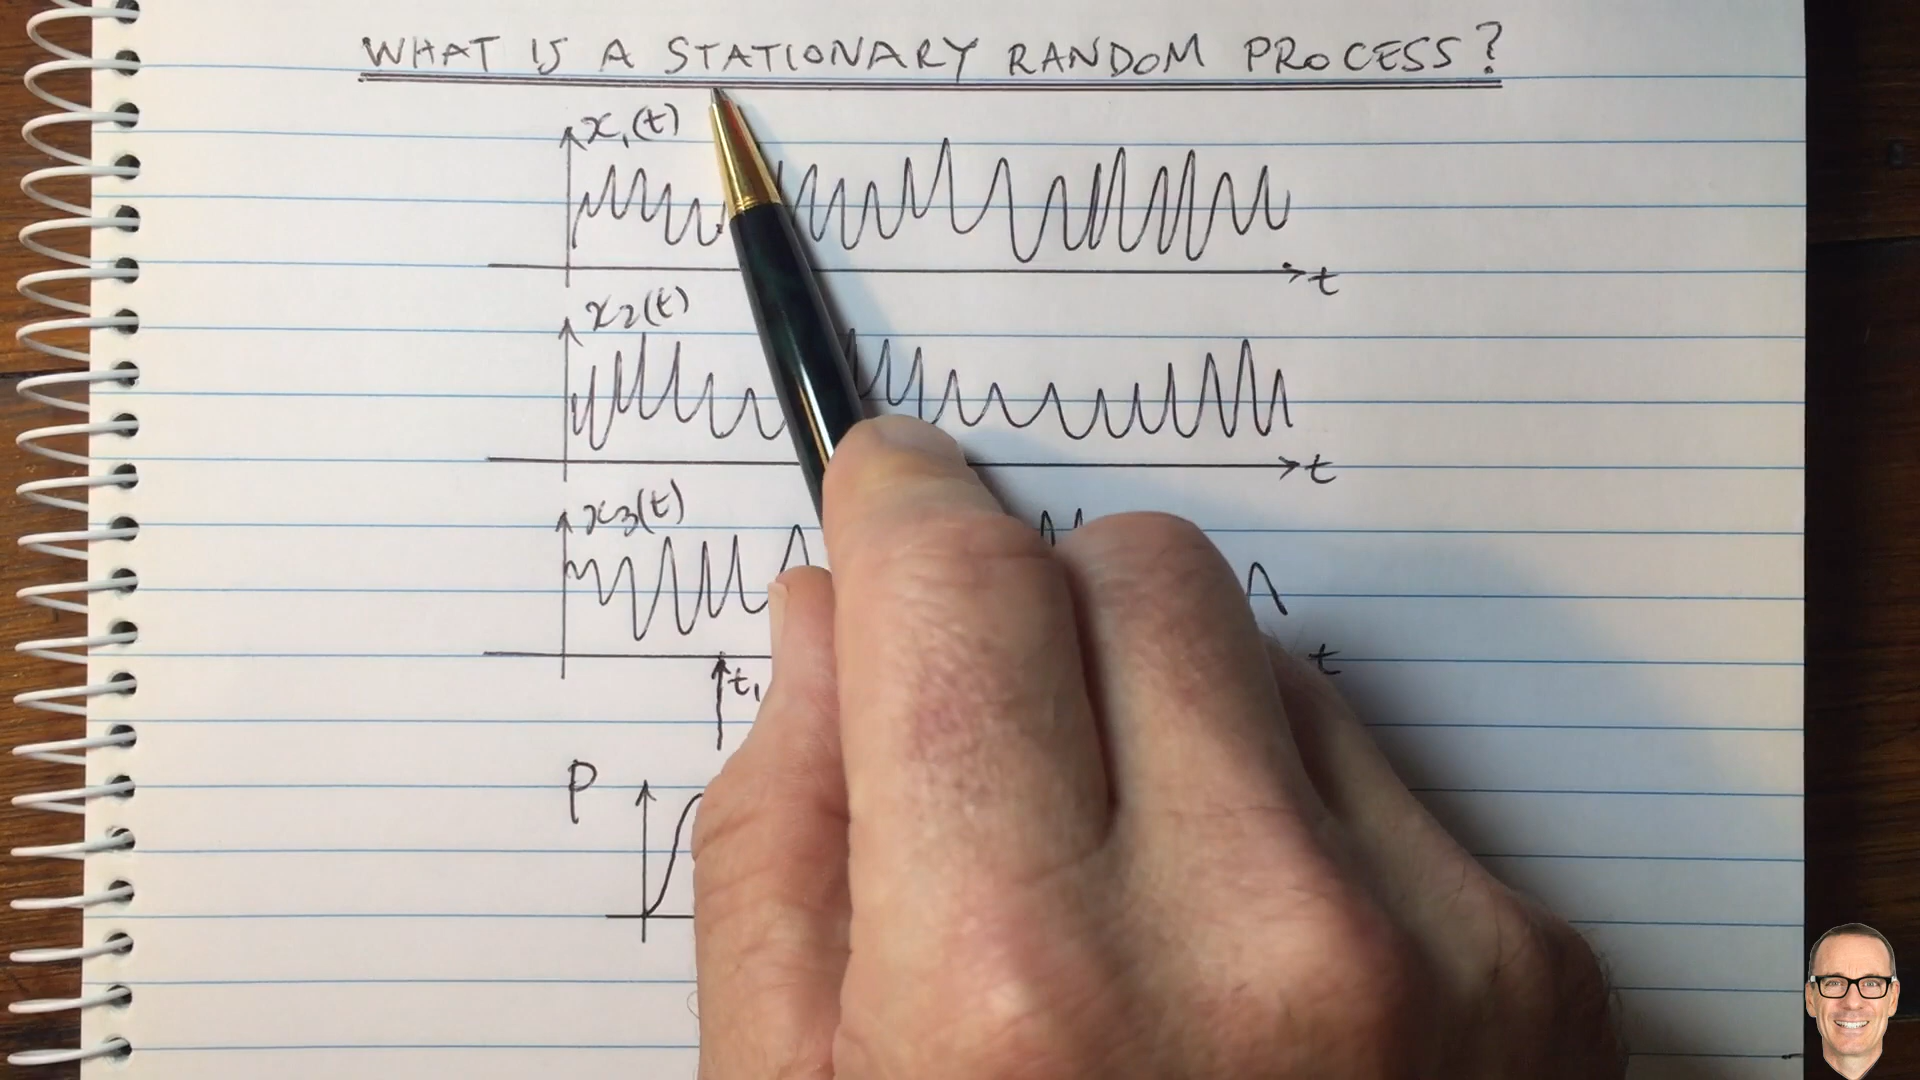 WHAT IS A STATIONARY RANDOM PROCESS?
x₁(t)
t
x₂(t)
t
x₃(t)
t
t₁
P